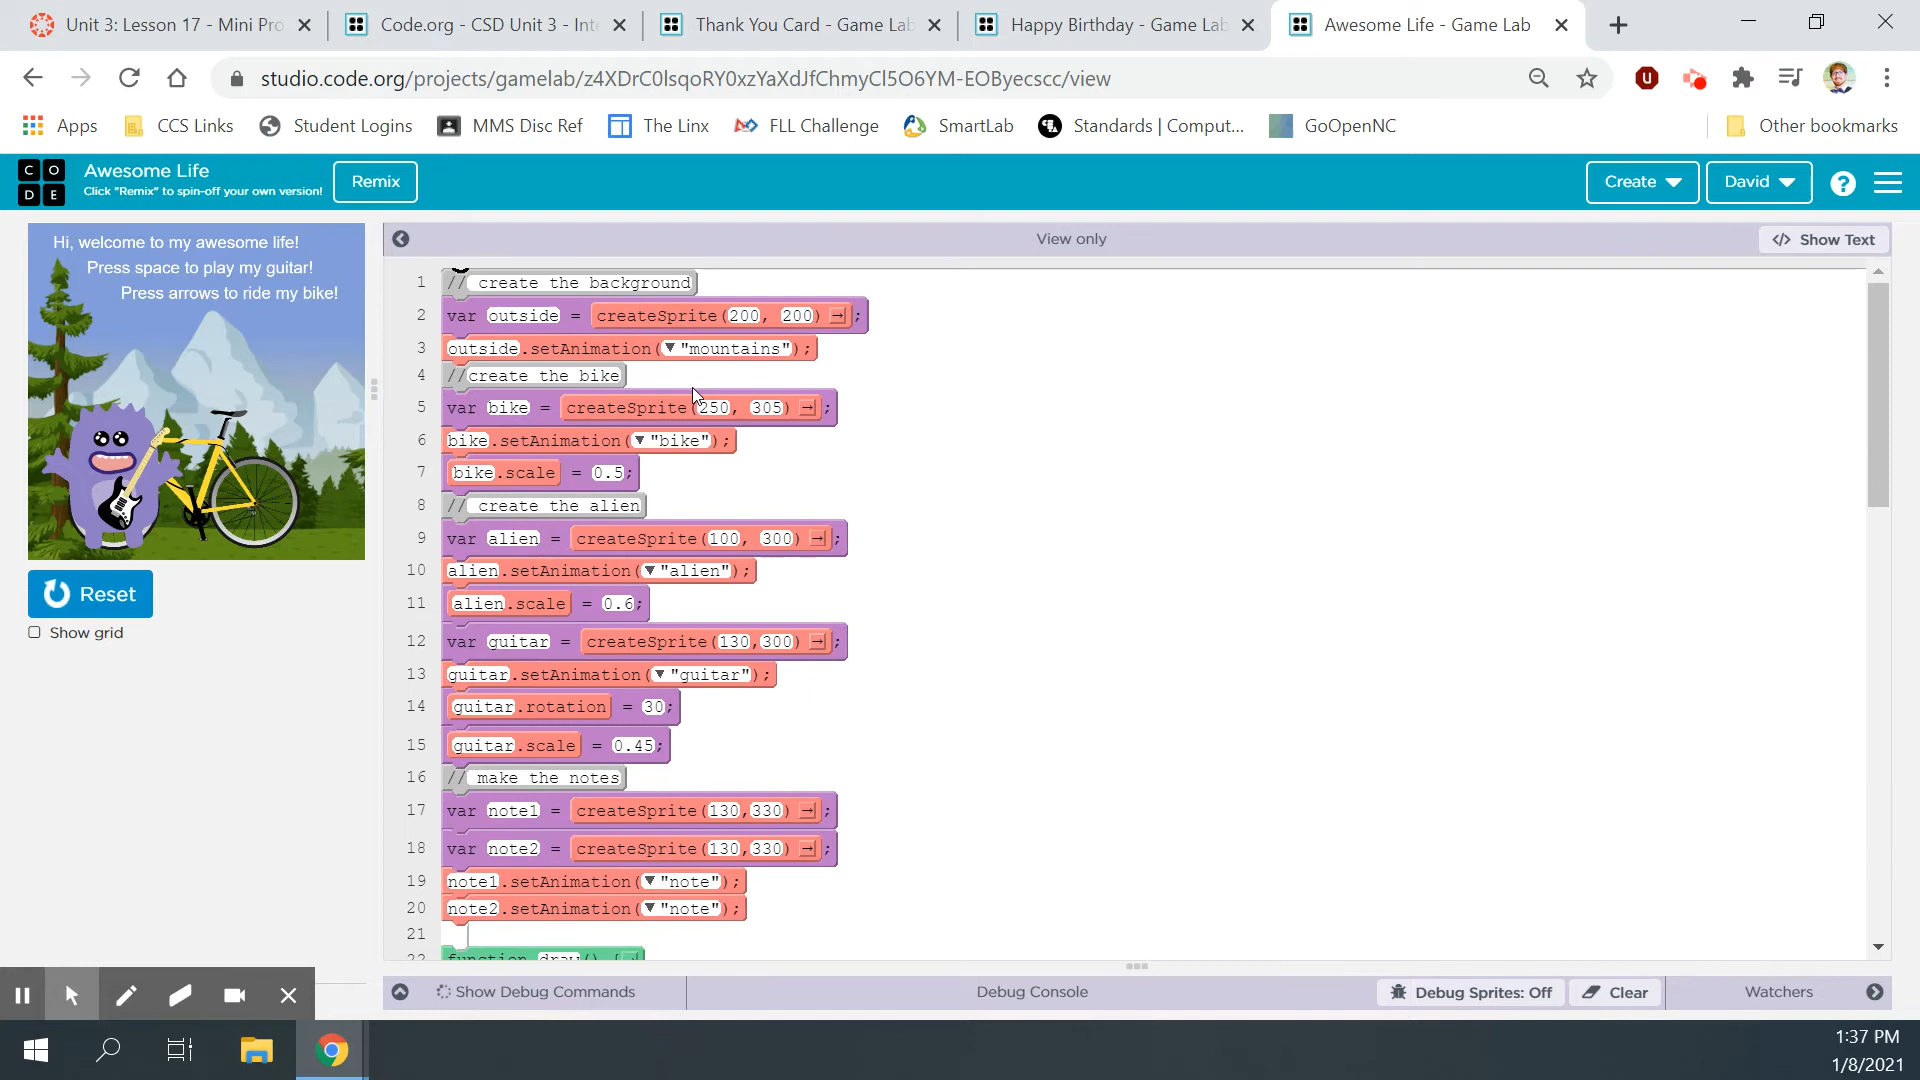 Unit 3: Lesson 17 - Mini Pro
Code.org - CSD Unit 3 - Int
Thank You Card - Game Lab
Happy Birthday - Game Lab
Awesome Life - Game Lab
studio.code.org/projects/gamelab/z4XDrC0lsqoRY0xzYaXdJfChmyCl5O6YM-EOByecscc/view
Apps
CCS Links
Student Logins
MMS Disc Ref
The Linx
FLL Challenge
SmartLab
Standards | Comput...
GoOpenNC
Other bookmarks
C O
D E
Awesome Life
Click "Remix" to spin-off your own version!
Remix
Create
David
Hi, welcome to my awesome life!
Press space to play my guitar!
Press arrows to ride my bike!
Reset
Show grid
View only
</> Show Text
1 // create the background
2 var outside = createSprite(200, 200);
3 outside.setAnimation("mountains");
4 //create the bike
5 var bike = createSprite(250, 305);
6 bike.setAnimation("bike");
7 bike.scale = 0.5;
8 // create the alien
9 var alien = createSprite(100, 300);
10 alien.setAnimation("alien");
11 alien.scale = 0.6;
12 var guitar = createSprite(130,300);
13 guitar.setAnimation("guitar");
14 guitar.rotation = 30;
15 guitar.scale = 0.45;
16 // make the notes
17 var note1 = createSprite(130,330);
18 var note2 = createSprite(130,330);
19 note1.setAnimation("note");
20 note2.setAnimation("note");
21
22 function draw() {
Show Debug Commands
Debug Console
Debug Sprites: Off
Clear
Watchers
1:37 PM
1/8/2021